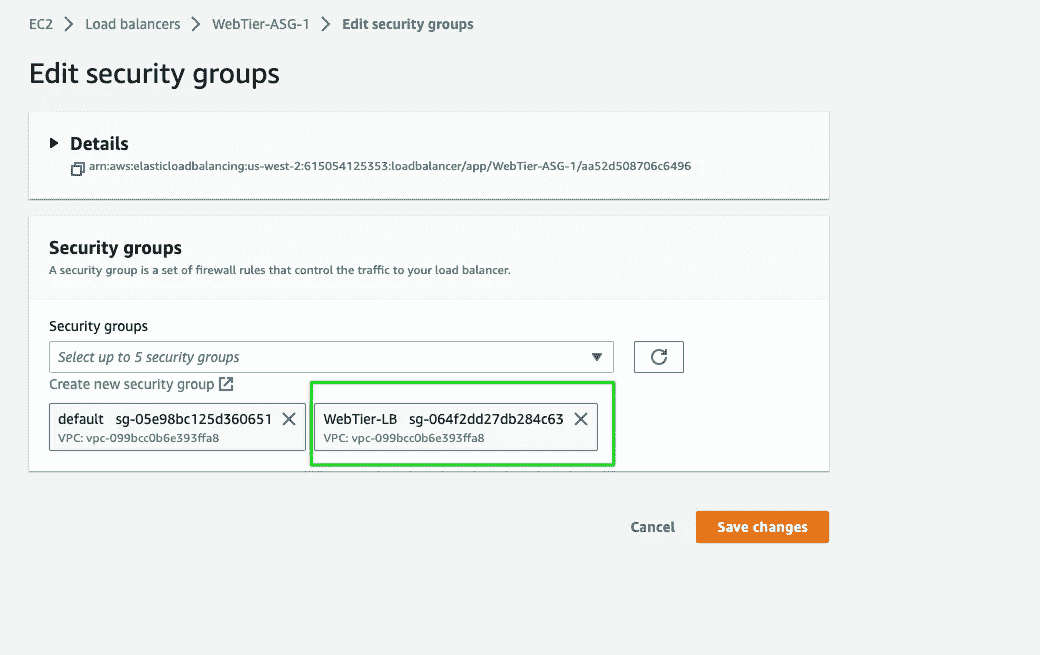 EC2 > Load balancers > WebTier-ASG-1 > Edit security groups
Edit security groups
Details
arn:aws:elasticloadbalancing:us-west-2:615054125353:loadbalancer/app/WebTier-ASG-1/aa52d508706c6496
Security groups
A security group is a set of firewall rules that control the traffic to your load balancer.
Security groups
Select up to 5 security groups
Create new security group
default sg-05e98bc125d360651
VPC: vpc-099bcc0b6e393ffa8
WebTier-LB sg-064f2dd27db284c63
VPC: vpc-099bcc0b6e393ffa8
Cancel
Save changes